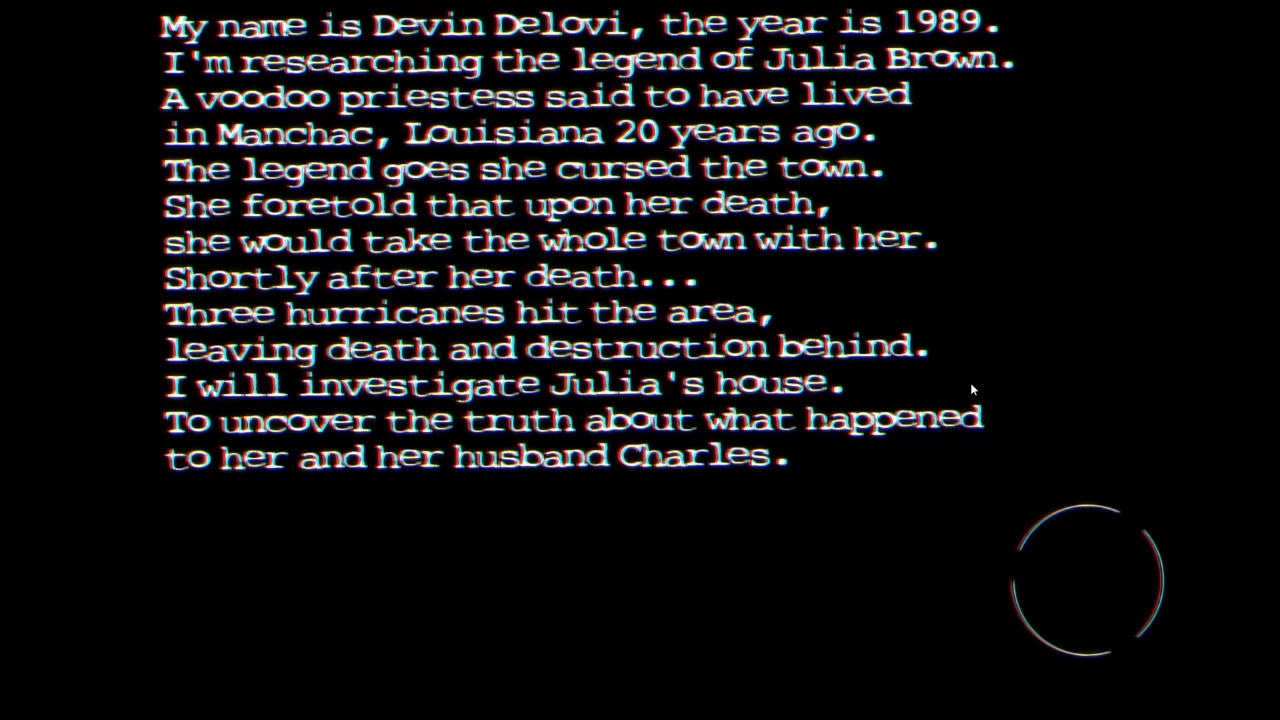 My name is Devin Delovi, the year is 1989.
I'm researching the legend of Julia Brown.
A voodoo priestess said to have lived
in Manchac, Louisiana 20 years ago.
The legend goes she cursed the town.
She foretold that upon her death,
she would take the whole town with her.
Shortly after her death...
Three hurricanes hit the area,
leaving death and destruction behind.
I will investigate Julia's house.
To uncover the truth about what happened
to her and her husband Charles.